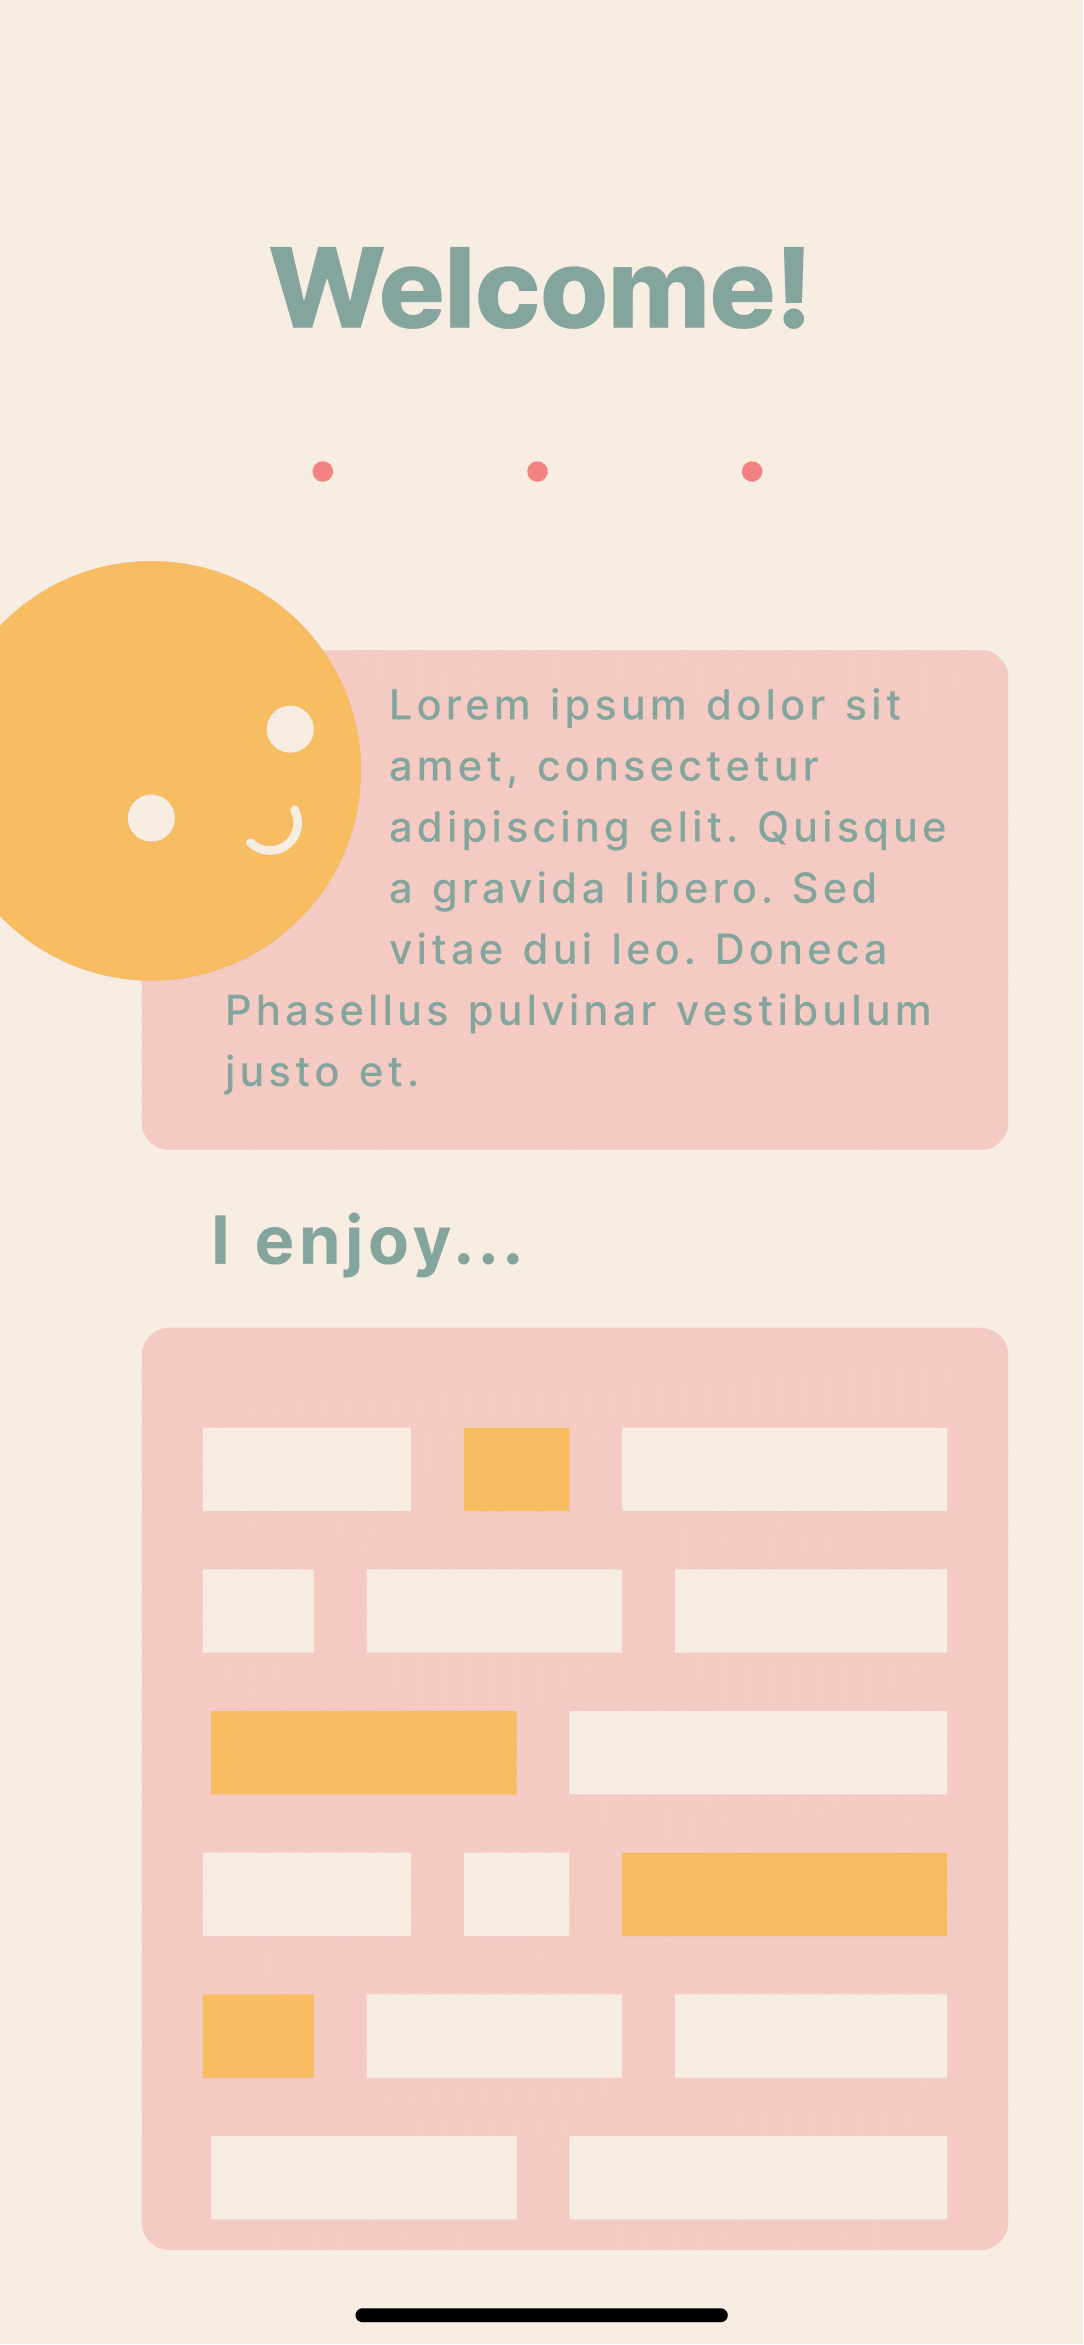 Welcome!
Lorem ipsum dolor sit
amet, consectetur
adipiscing elit. Quisque
a gravida libero. Sed
vitae dui leo. Doneca
Phasellus pulvinar vestibulum
justo et.
I enjoy...